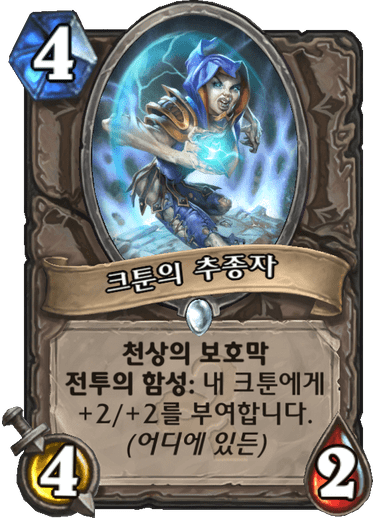 4
크툰의 추종자
천상의 보호막
전투의 함성: 내 크툰에게
+2/+2를 부여합니다.
(어디에 있든)
4
2